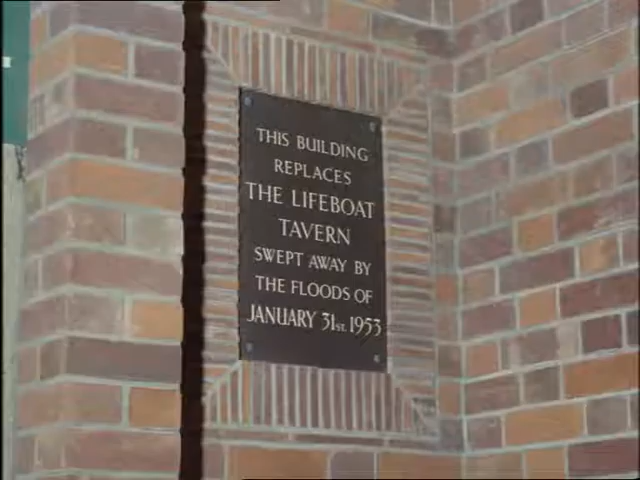 THIS BUILDING
REPLACES
THE LIFEBOAT
TAVERN
SWEPT AWAY BY
THE FLOODS OF
JANUARY 31ST. 1953